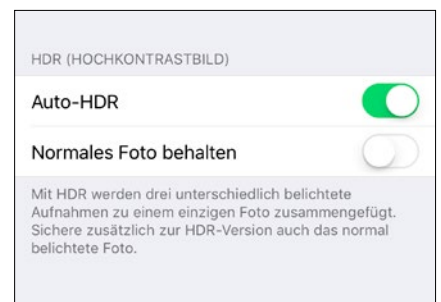 HDR (HOCHKONTRASTBILD)
Auto-HDR
Normales Foto behalten
Mit HDR werden drei unterschiedlich belichtete
Aufnahmen zu einem einzigen Foto zusammengefügt.
Sichere zusätzlich zur HDR-Version auch das normal
belichtete Foto.